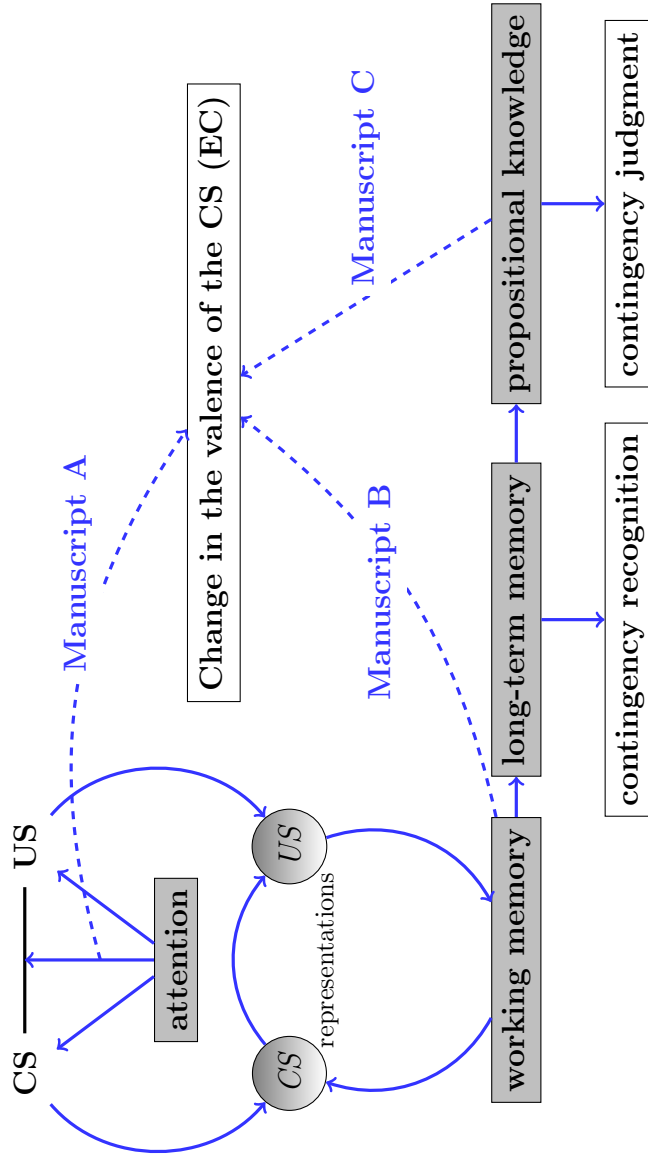 CS
US
Manuscript A
attention
Change in the valence of the CS (EC)
CS
US
representations
Manuscript B
Manuscript C
working memory
long-term memory
propositional knowledge
contingency recognition
contingency judgment